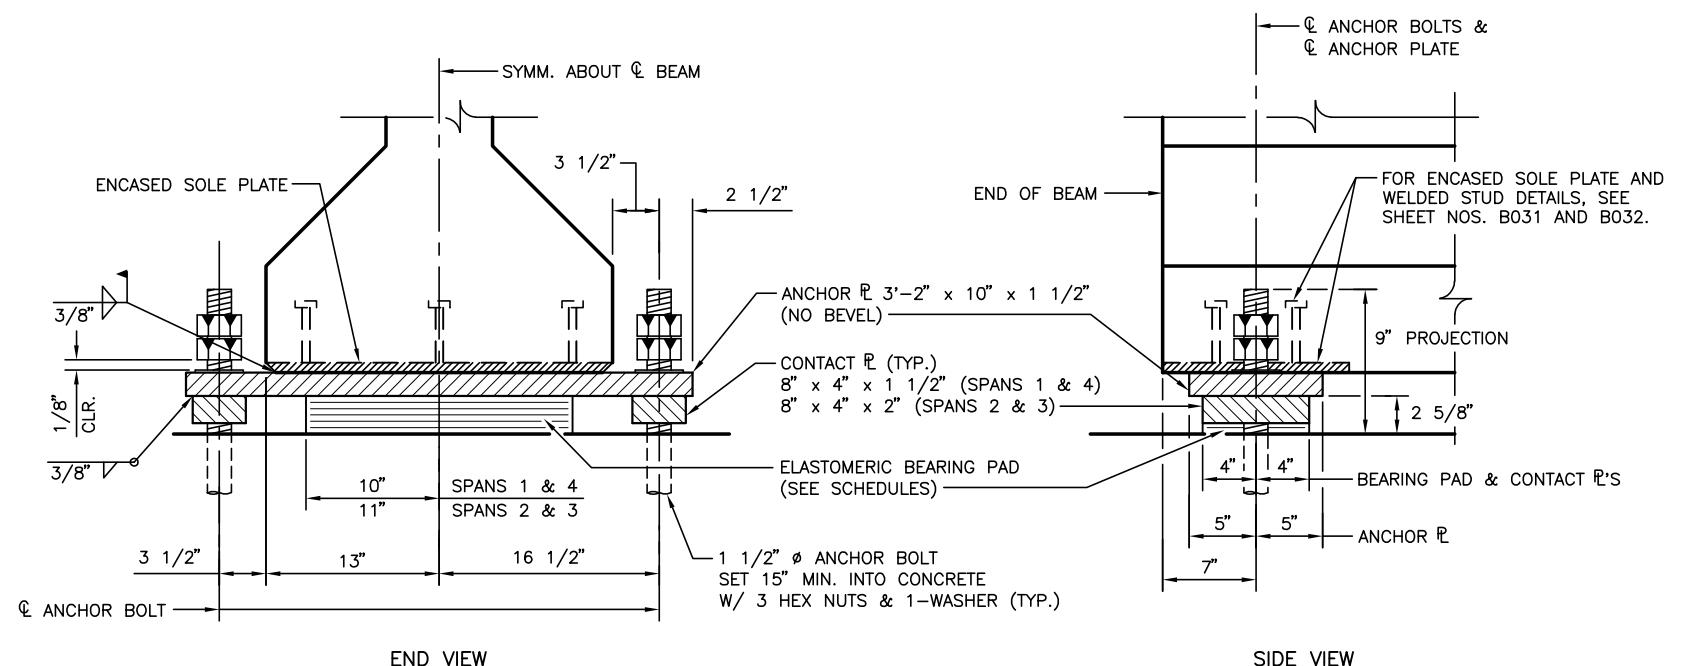 ℄ ANCHOR BOLTS &
℄ ANCHOR PLATE
SYMM. ABOUT ℄ BEAM
3 1/2"
ENCASED SOLE PLATE
2 1/2"
END OF BEAM
FOR ENCASED SOLE PLATE AND
WELDED STUD DETAILS, SEE
SHEET NOS. B031 AND B032.
ANCHOR ⅊ 3'-2" x 10" x 1 1/2"
(NO BEVEL)
3/8"
9" PROJECTION
CONTACT ⅊ (TYP.)
8" x 4" x 1 1/2" (SPANS 1 & 4)
8" x 4" x 2" (SPANS 2 & 3)
1/8"
CLR.
2 5/8"
3/8"
ELASTOMERIC BEARING PAD
(SEE SCHEDULES)
4" 4"
BEARING PAD & CONTACT ⅊'S
10" SPANS 1 & 4
11" SPANS 2 & 3
5" 5"
ANCHOR ⅊
3 1/2"
13"
16 1/2"
1 1/2" ø ANCHOR BOLT
SET 15" MIN. INTO CONCRETE
W/ 3 HEX NUTS & 1-WASHER (TYP.)
7"
℄ ANCHOR BOLT
END VIEW
SIDE VIEW